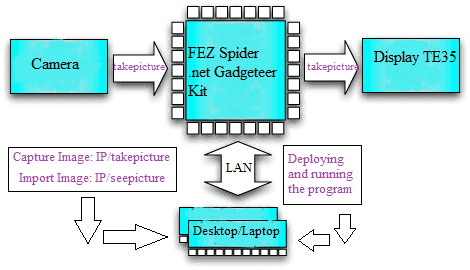 Camera
takepicture
FEZ Spider
.net Gadgeteer
Kit
takepicture
Display TE35
Capture Image: IP/takepicture
Import Image: IP/seepicture
LAN
Deploying
and running
the program
Desktop/Laptop